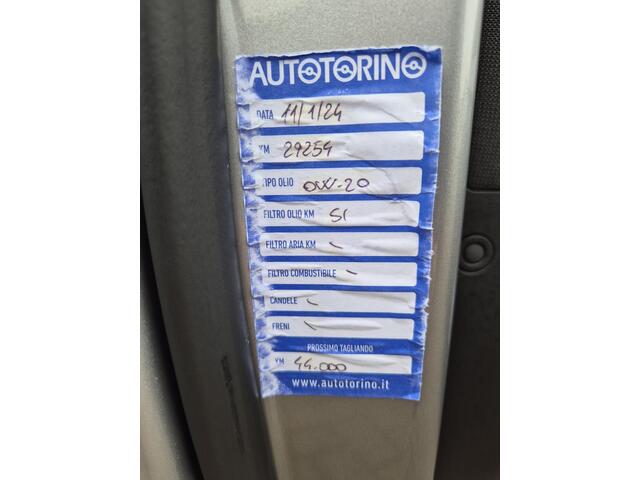 AUTOTORINO
DATA 11/1/24
KM 29254
TIPO OLIO 0W-20
FILTRO OLIO KM SI
FILTRO ARIA KM -
FILTRO COMBUSTIBILE -
CANDELE -
FRENI -
PROSSIMO TAGLIANDO
KM 44.000
www.autotorino.it